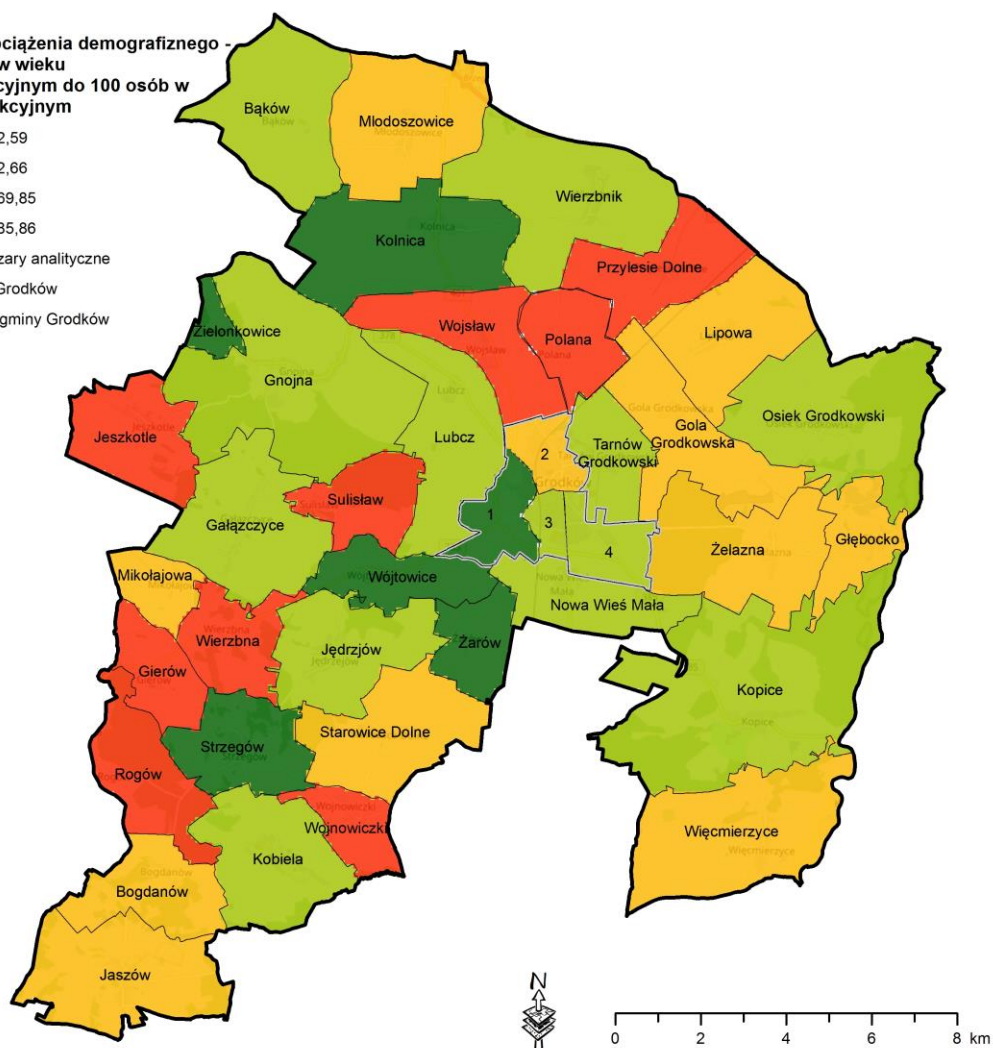 ciążenia demograficznego -
w wieku
cyjnym do 100 osób w
kcyjnym
2,59
2,66
69,85
35,86
zary analityczne
Grodków
gminy Grodków
Bąków
Młodoszowice
Wierzbnik
Kolnica
Przylesie Dolne
Zielonkowice
Wojsław
Polana
Lipowa
Gnojna
Jeszkotle
Lubcz
2
Tarnów
Grodkowski
Gola
Grodkowska
Osiek Grodkowski
Sulisław
Gałązczyce
1
3
4
Żelazna
Głębocko
Mikołajowa
Wójtowice
Nowa Wieś Mała
Wierzbna
Jędrzjów
Żarów
Gierów
Kopice
Strzegów
Starowice Dolne
Rogów
Wojnowiczki
Więcmierzyce
Kobiela
Bogdanów
Jaszów
N
0 2 4 6 8 km